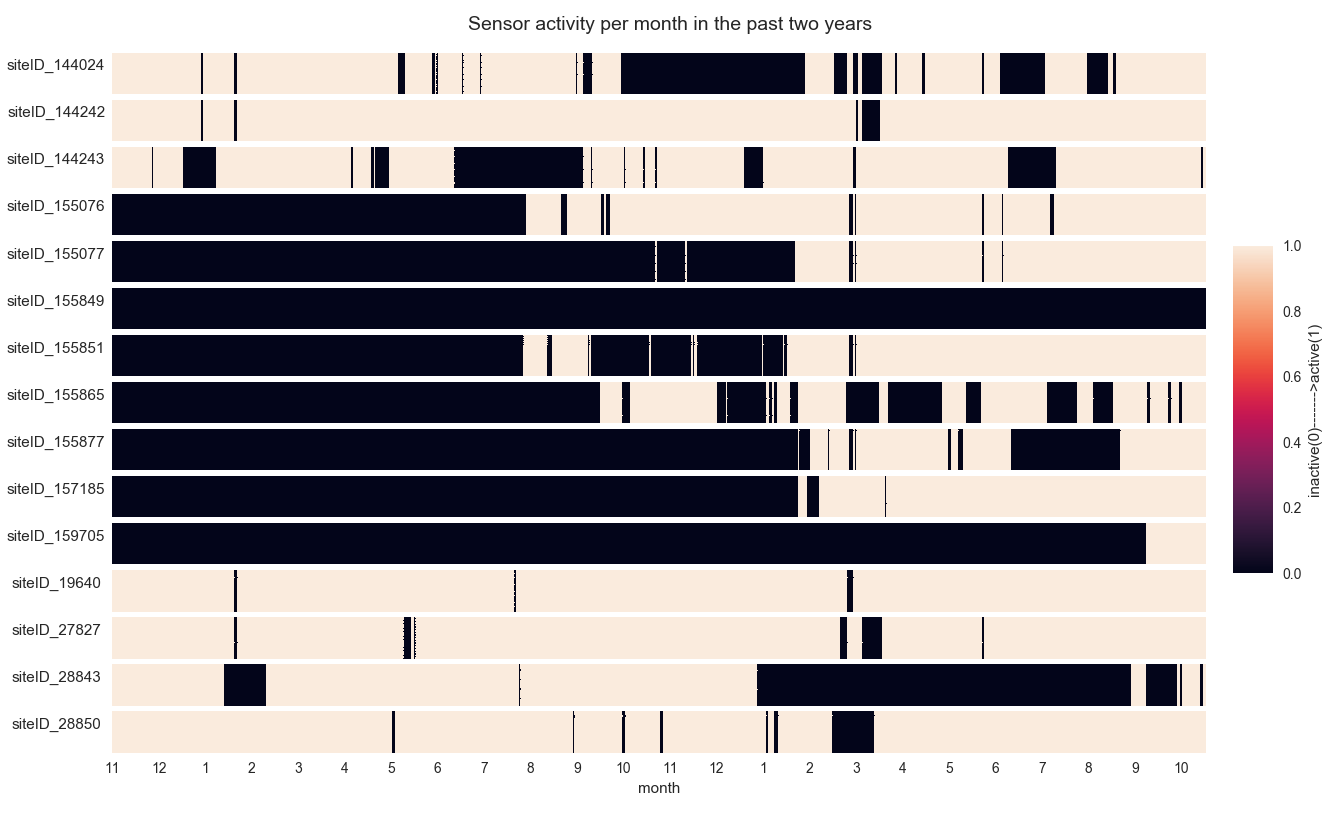 Sensor activity per month in the past two years
siteID_144024
siteID_144242
siteID_144243
siteID_155076
siteID_155077
siteID_155849
siteID_155851
siteID_155865
siteID_155877
siteID_157185
siteID_159705
siteID_19640
siteID_27827
siteID_28843
siteID_28850
11 12 1 2 3 4 5 6 7 8 9 10 11 12 1 2 3 4 5 6 7 8 9 10
month
1.0
0.8
0.6
0.4
0.2
0.0
inactive(0)------->active(1)